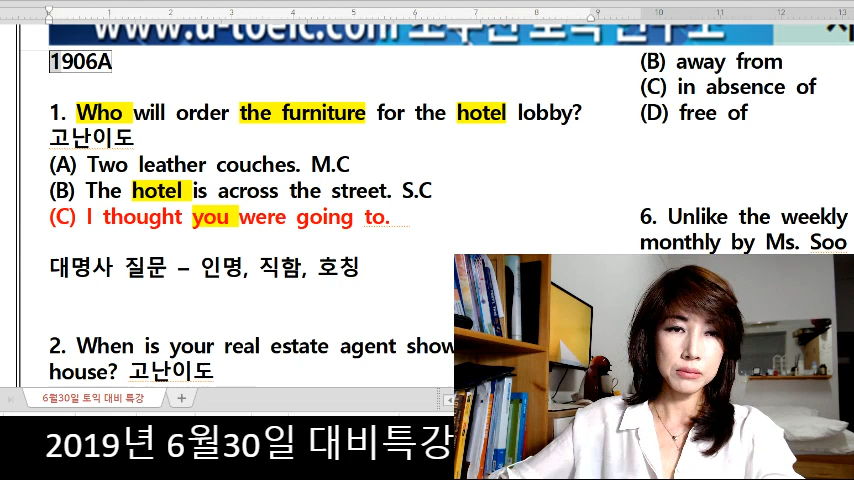 www.u-toeic.com
1906A
1. Who will order the furniture for the hotel lobby?
고난이도
(A) Two leather couches. M.C
(B) The hotel is across the street. S.C
(C) I thought you were going to.
대명사 질문 – 인명, 직함, 호칭
2. When is your real estate agent show
house? 고난이도
(B) away from
(C) in absence of
(D) free of
6. Unlike the weekly
monthly by Ms. Soo
6월30일 토익 대비 특강
2019년 6월30일 대비특강